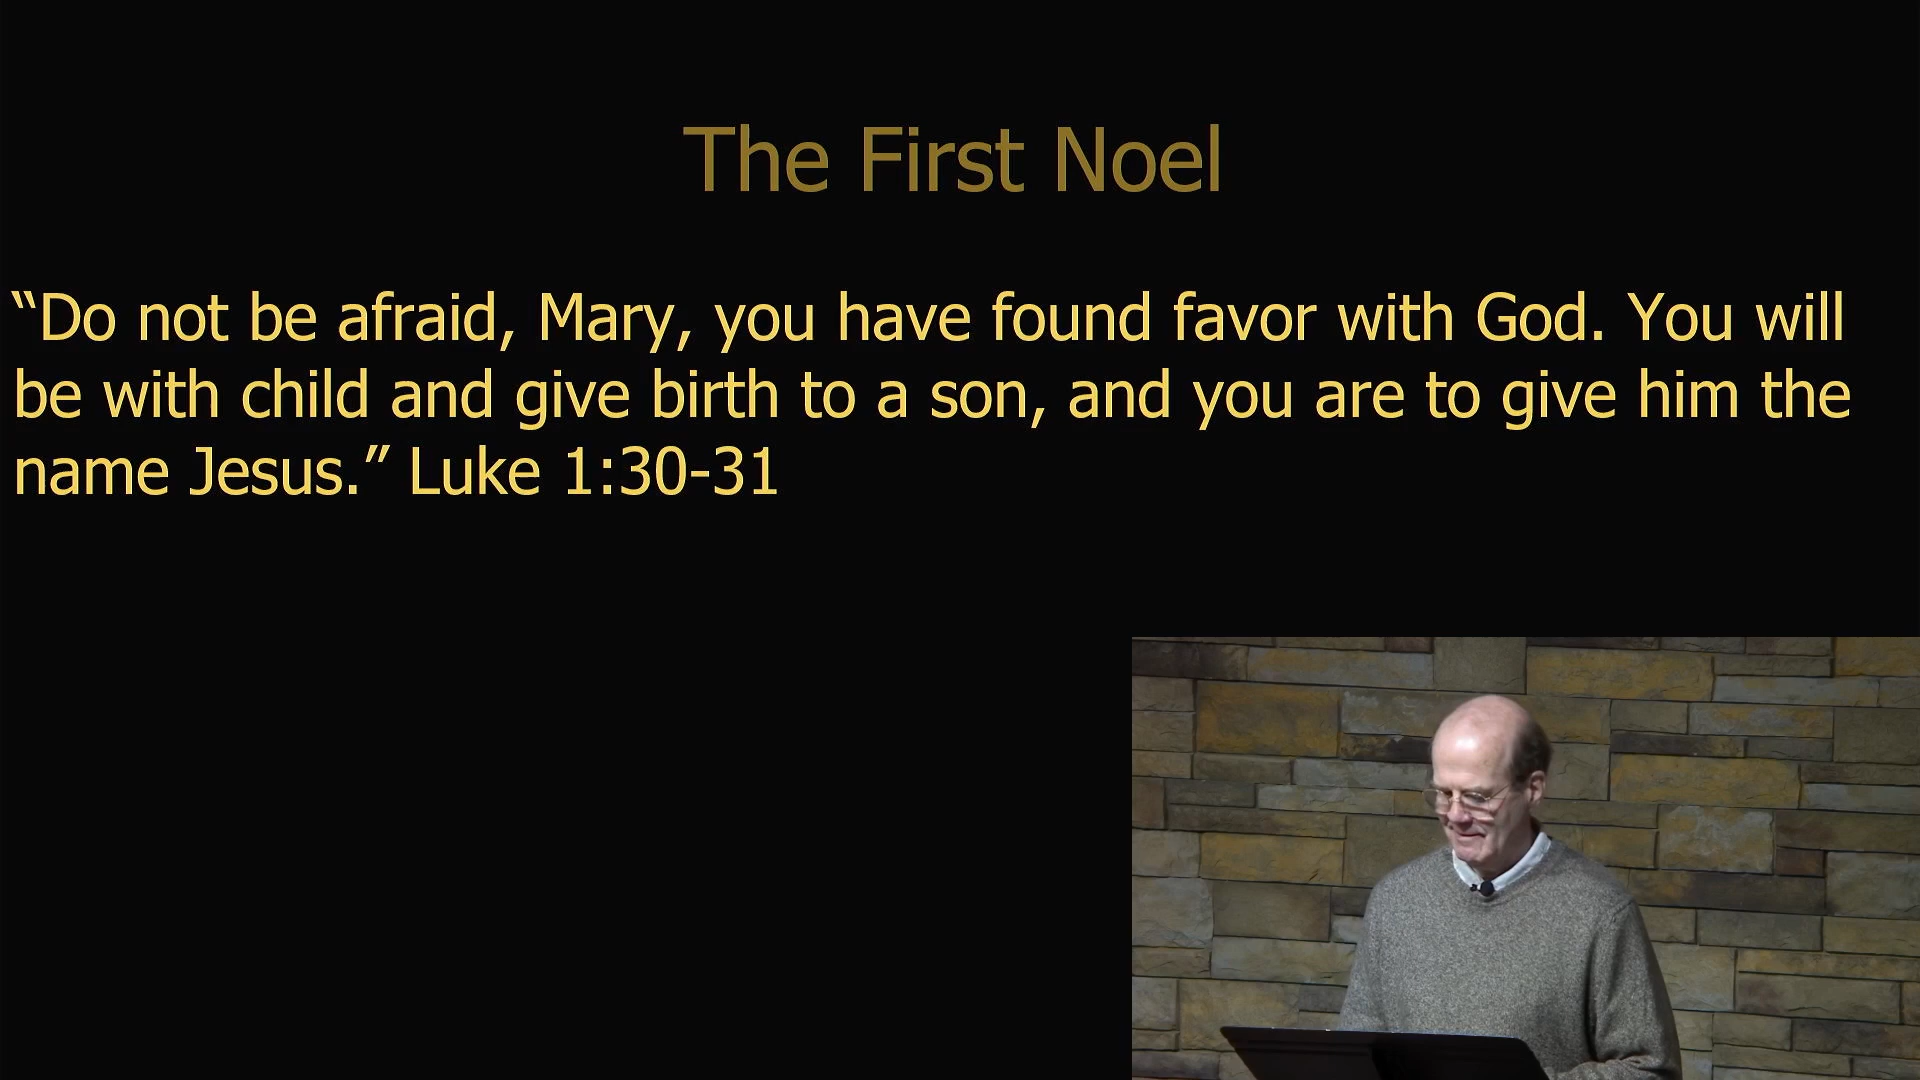 The First Noel
“Do not be afraid, Mary, you have found favor with God. You will
be with child and give birth to a son, and you are to give him the
name Jesus.” Luke 1:30-31